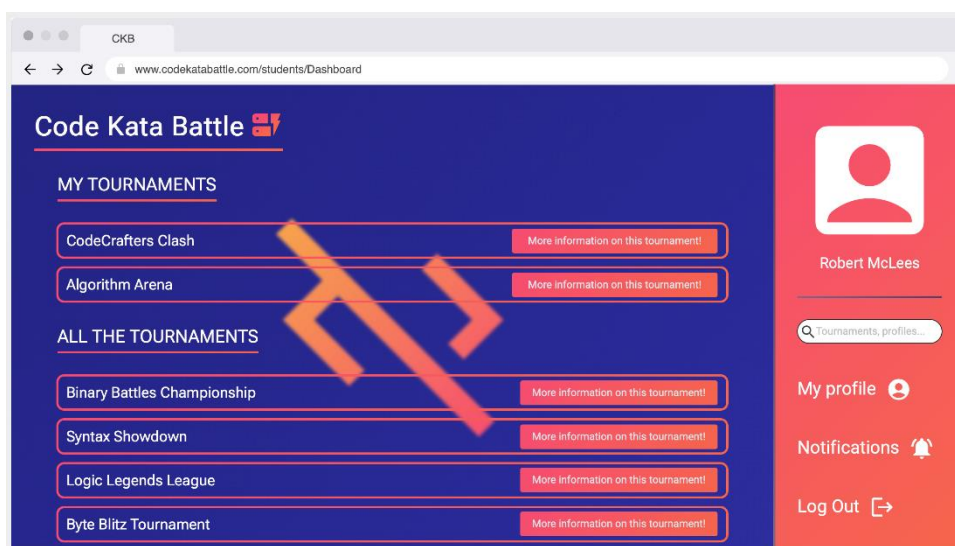 CKB
www.codekatabattle.com/students/Dashboard
Code Kata Battle
MY TOURNAMENTS
CodeCrafters Clash
More information on this tournament!
Algorithm Arena
More information on this tournament!
ALL THE TOURNAMENTS
Binary Battles Championship
More information on this tournament!
Syntax Showdown
More information on this tournament!
Logic Legends League
More information on this tournament!
Byte Blitz Tournament
More information on this tournament!
Robert McLees
Tournaments, profiles...
My profile
Notifications
Log Out